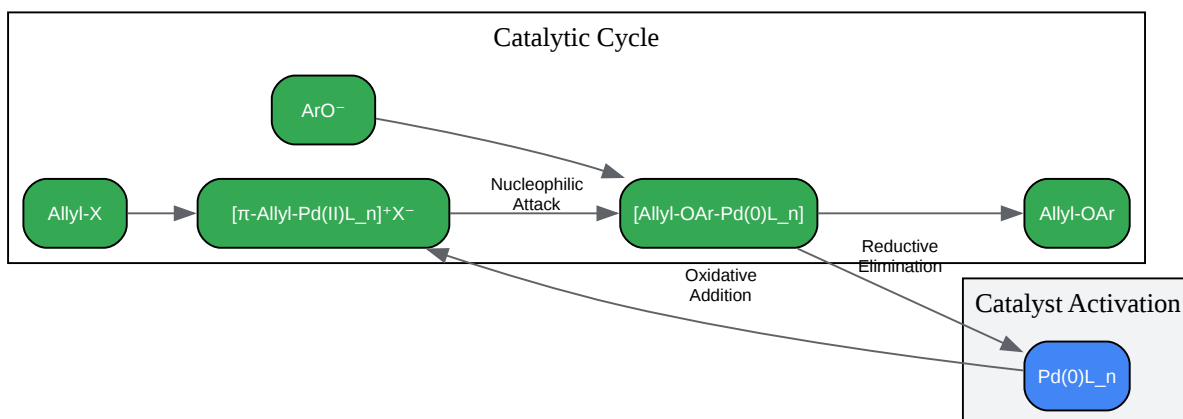 Catalytic Cycle
ArO⁻
Allyl-X
[π-Allyl-Pd(II)L_n]⁺X⁻
Nucleophilic
Attack
[Allyl-OAr-Pd(0)L_n]
Allyl-OAr
Reductive
Elimination
Oxidative
Addition
Catalyst Activation
Pd(0)L_n